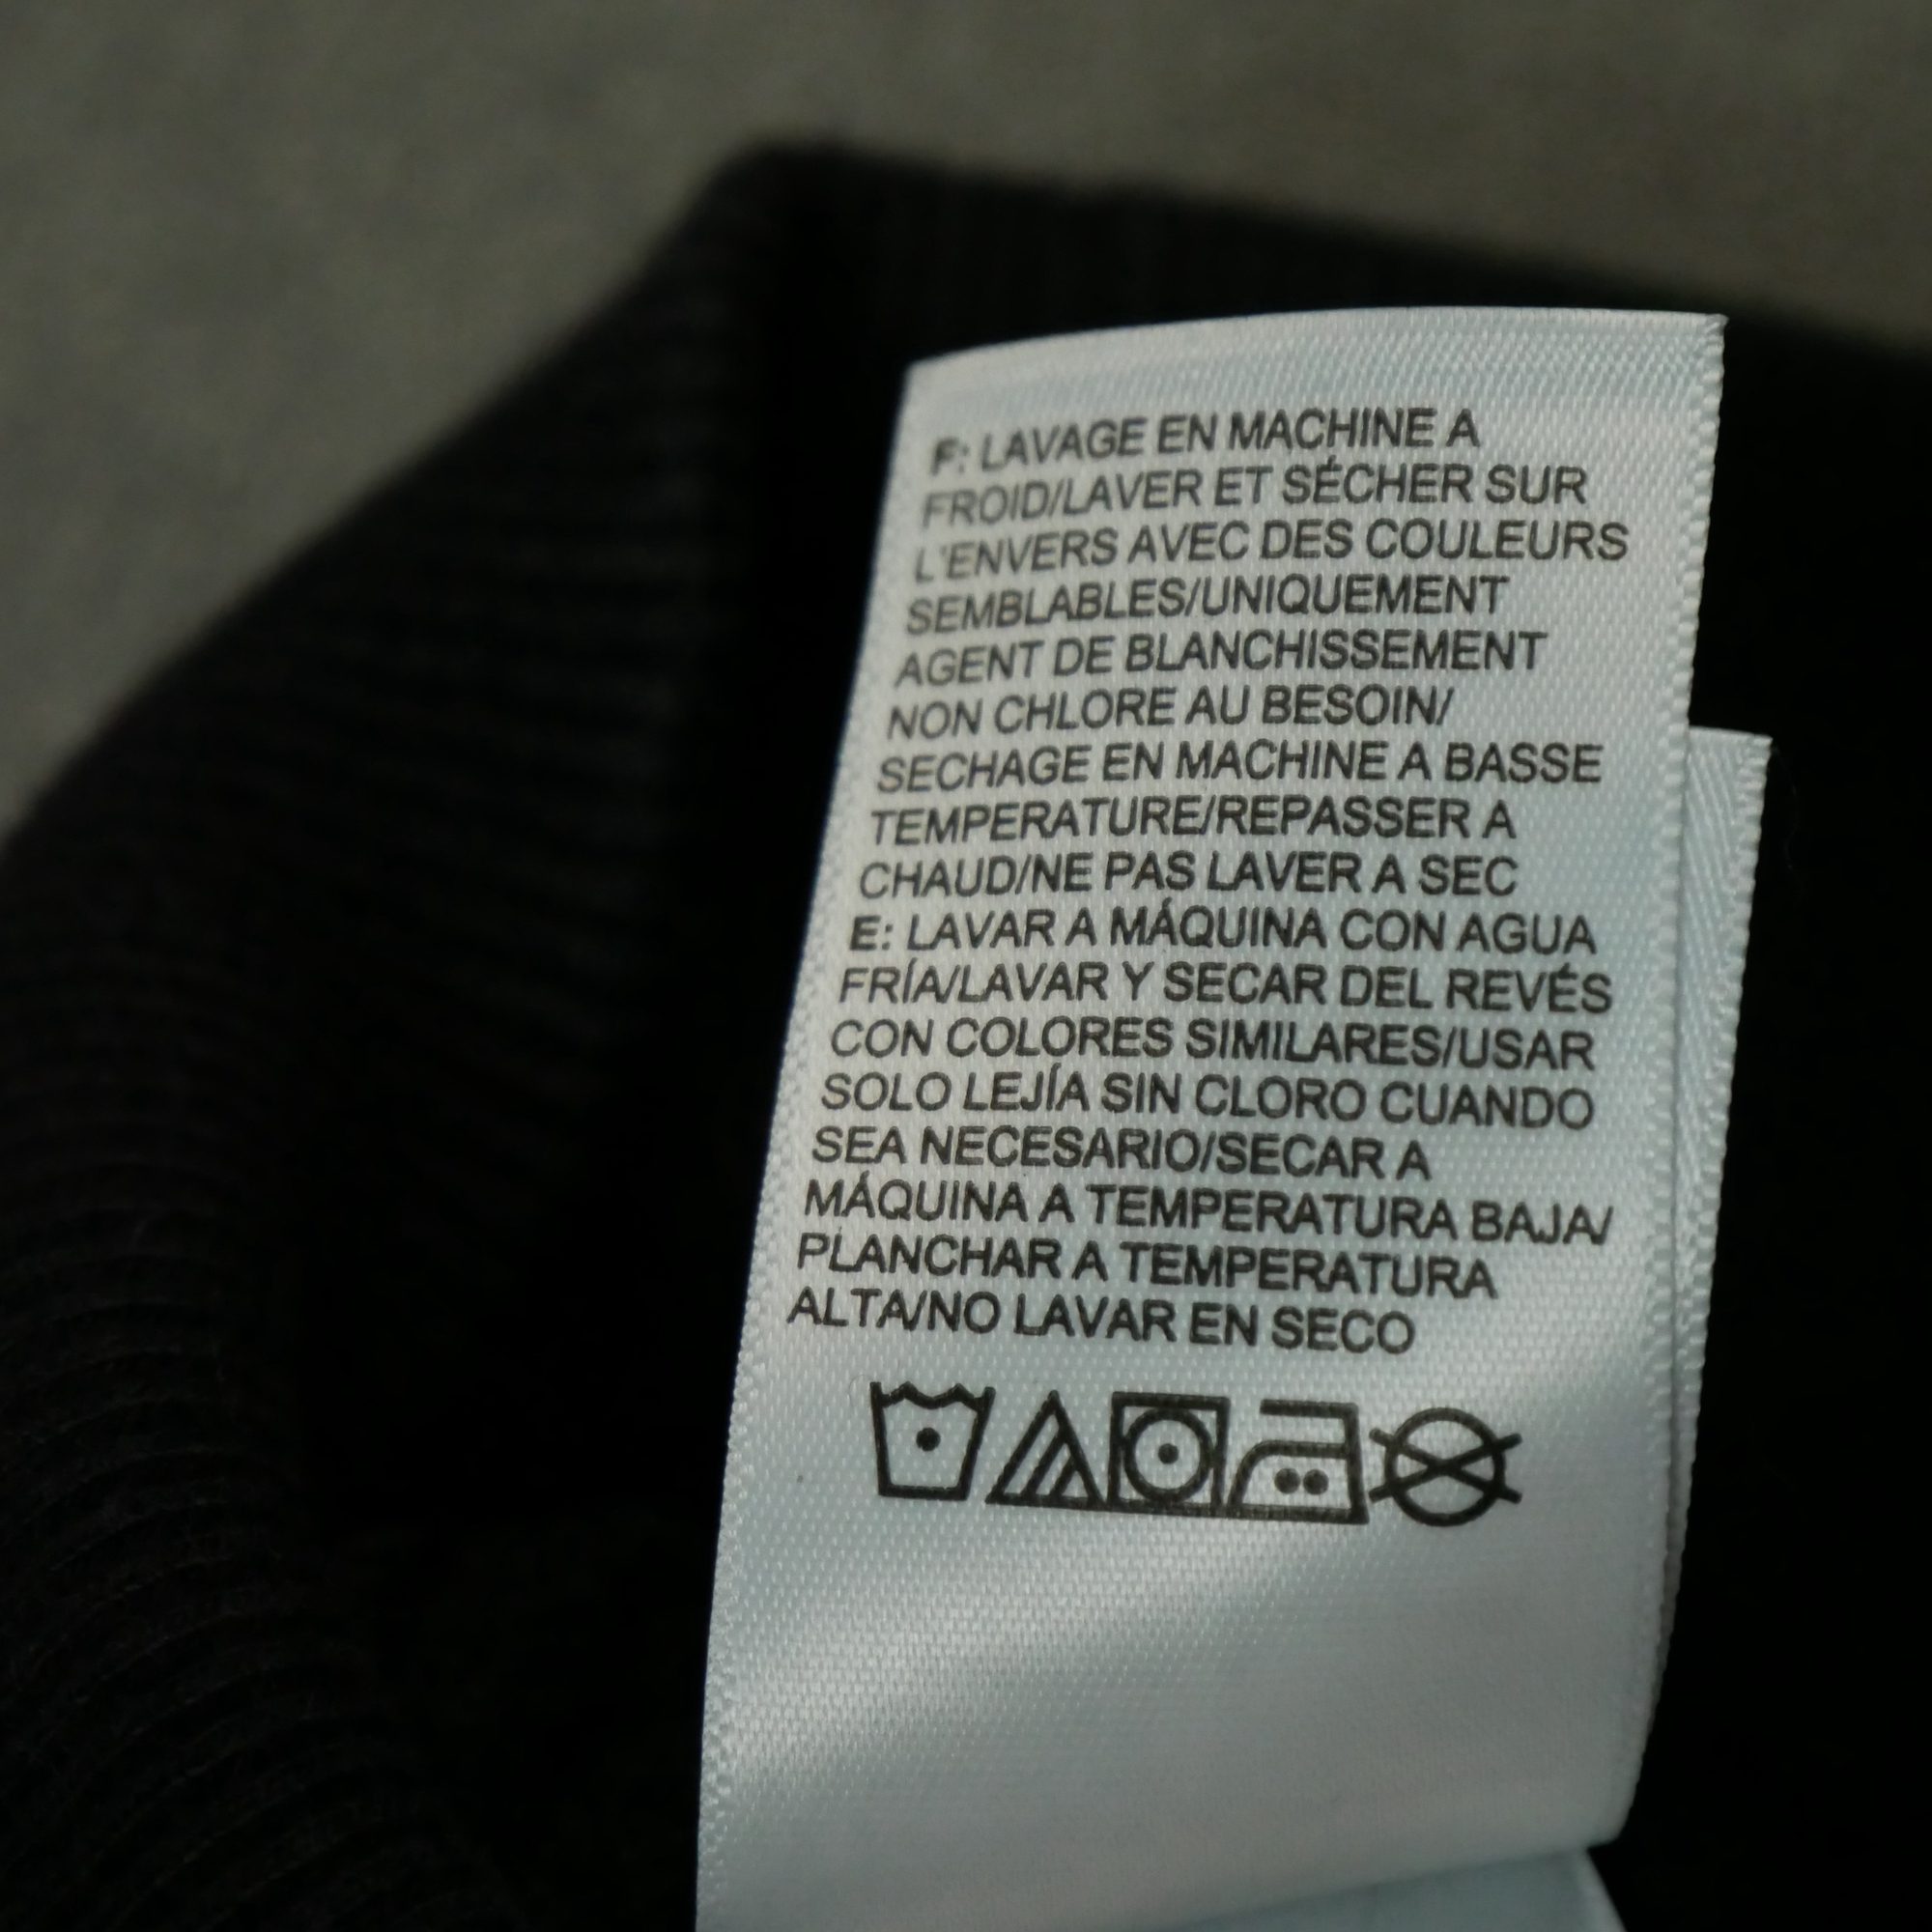 F: LAVAGE EN MACHINE A
FROID/LAVER ET SÉCHER SUR
L'ENVERS AVEC DES COULEURS
SEMBLABLES/UNIQUEMENT
AGENT DE BLANCHISSEMENT
NON CHLORE AU BESOIN/
SECHAGE EN MACHINE A BASSE
TEMPERATURE/REPASSER A
CHAUD/NE PAS LAVER A SEC
E: LAVAR A MÁQUINA CON AGUA
FRÍA/LAVAR Y SECAR DEL REVÉS
CON COLORES SIMILARES/USAR
SOLO LEJÍA SIN CLORO CUANDO
SEA NECESARIO/SECAR A
MÁQUINA A TEMPERATURA BAJA/
PLANCHAR A TEMPERATURA
ALTA/NO LAVAR EN SECO